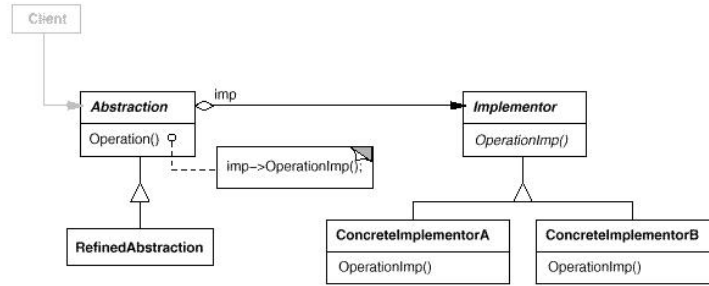 Client
imp
Abstraction
Implementor
Operation()
OperationImp()
imp->OperationImp();
RefinedAbstraction
ConcreteImplementorA
ConcreteImplementorB
OperationImp()
OperationImp()